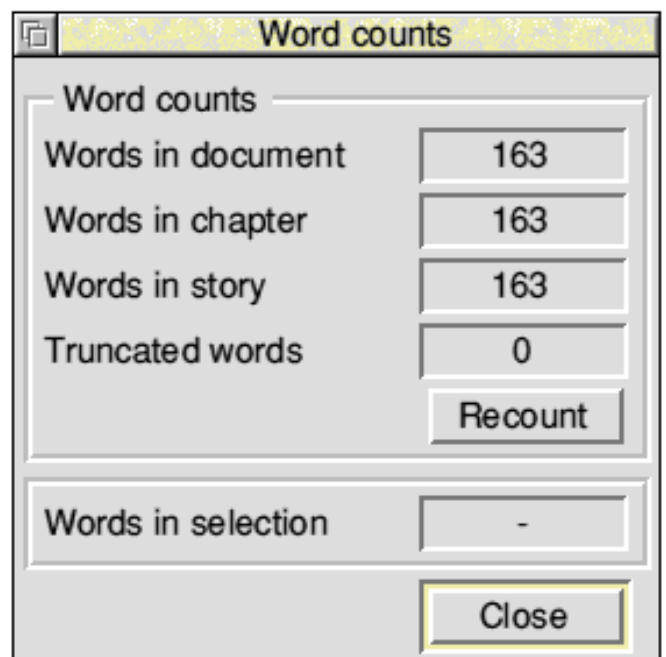 Word counts
Word counts
Words in document 163
Words in chapter 163
Words in story 163
Truncated words 0
Recount
Words in selection -
Close